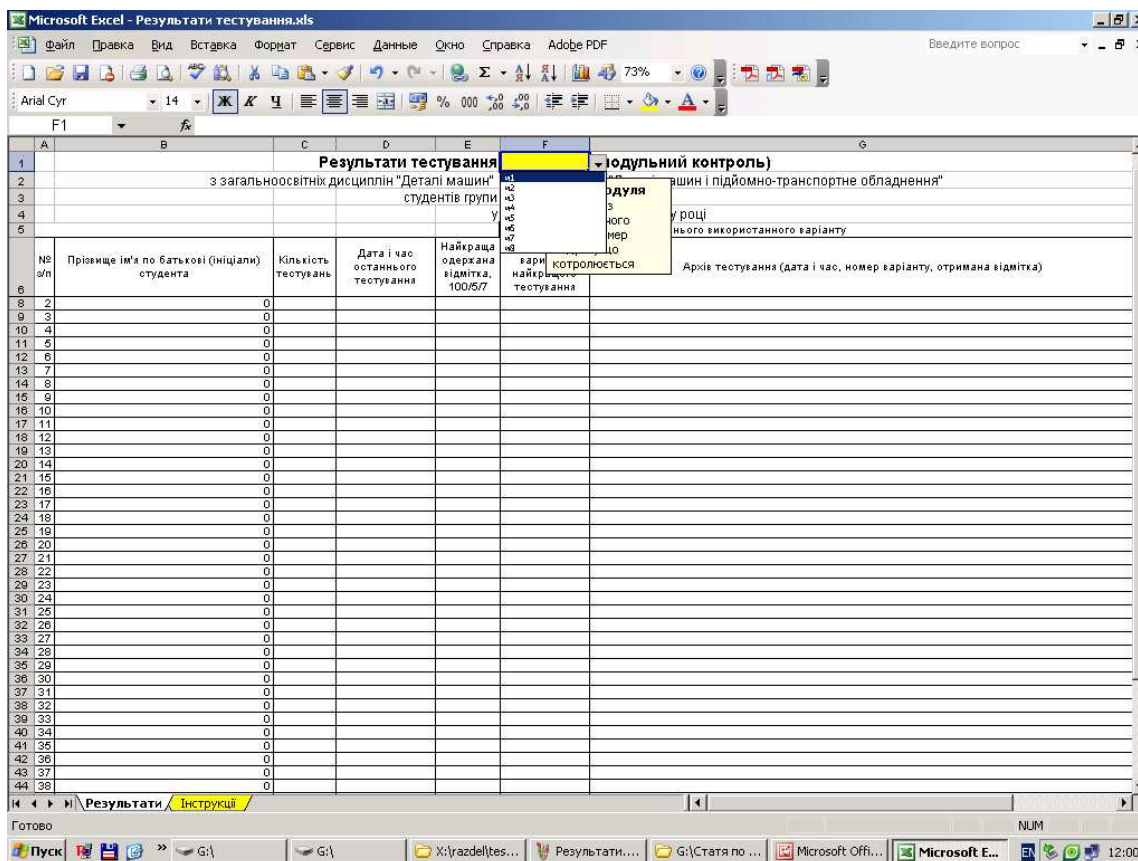 Microsoft Excel - Результати тестування.xls
Файл Правка Вид Вставка Формат Сервис Данные Окно Справка Adobe PDF Введите вопрос
73%
Arial Cyr 14 Ж К Ч % 000
F1 fx
A B C D E F G
1 Результати тестування модульний контроль)
2 з загальноосвітніх дисциплін "Деталі машин" машин і підйомно-транспортне обладнення"
3 студентів групи
4 у у році
5 нього використанного варіанту
м1
м2
м3
м4
м5
м6
м7
м8
одуля
з
ного
мер
що
котролюється
6 № з/п Прізвище ім'я по батькові (ініціали) студента Кількість тестувань Дата і час останнього тестування Найкраща одержана відмітка, 100/5/7 найкращого тестування Архів тестування (дата і час, номер варіанту, отримана відмітка)
8 2 0
9 3 0
10 4 0
11 5 0
12 6 0
13 7 0
14 8 0
15 9 0
16 10 0
17 11 0
18 12 0
19 13 0
20 14 0
21 15 0
22 16 0
23 17 0
24 18 0
25 19 0
26 20 0
27 21 0
28 22 0
29 23 0
30 24 0
31 25 0
32 26 0
33 27 0
34 28 0
35 29 0
36 30 0
37 31 0
38 32 0
39 33 0
40 34 0
41 35 0
42 36 0
43 37 0
44 38 0
Результати Інструкції
Готово NUM
Пуск » G:\ G:\ X:\razdel\tes... Результати.... G:\Статя по ... Microsoft Offi... Microsoft E... EN 12:00